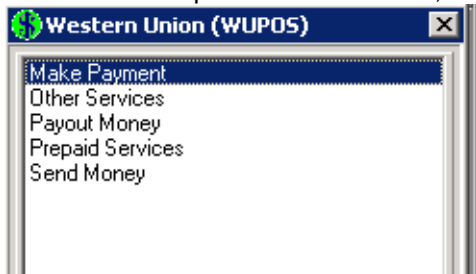 Western Union (WUPOS)
Make Payment
Other Services
Payout Money
Prepaid Services
Send Money